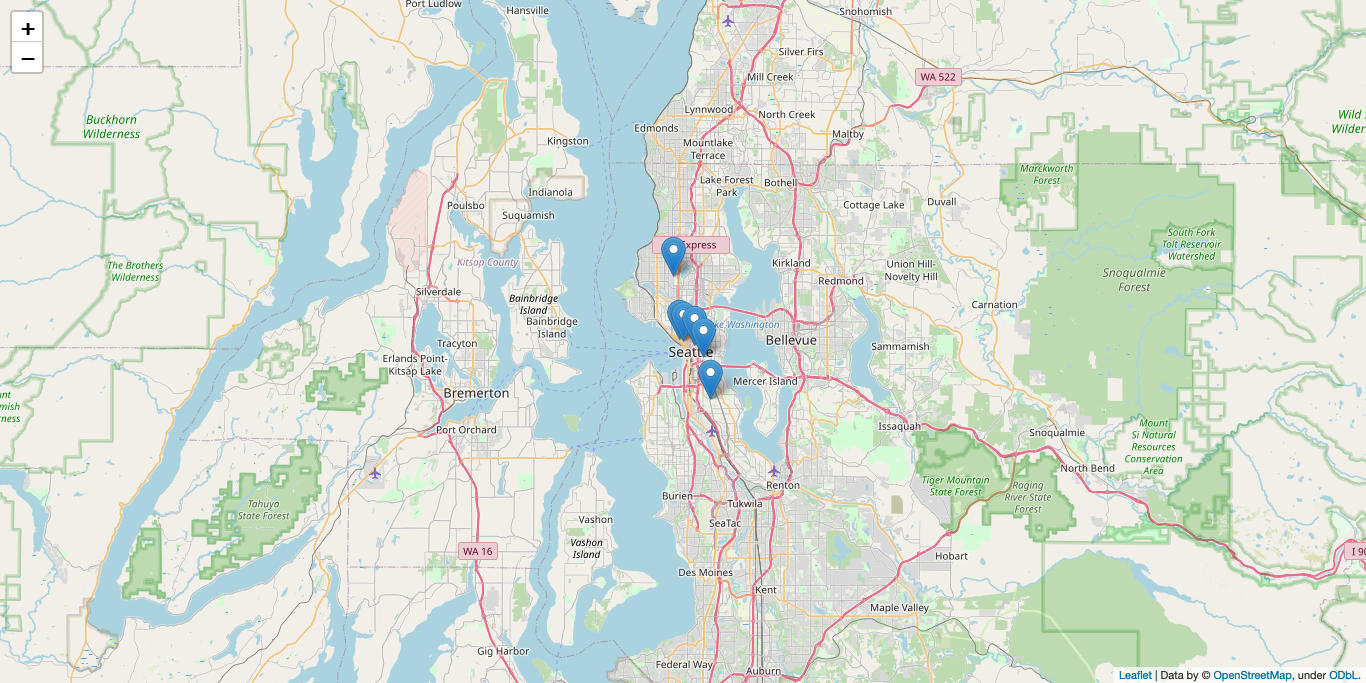 Port Ludlow
Hansville
Snohomish
+
−
Silver Firs
Mill Creek
WA 522
Lynnwood
North Creek
Buckhorn
Wilderness
Edmonds
Maltby
Kingston
Mountlake
Terrace
Lake Forest
Park
Bothell
Marckworth
Forest
Indianola
Poulsbo
Suquamish
Cottage Lake
Duvall
South Fork
Tolt Reservoir
Watershed
Express
Kitsap County
Kirkland
Union Hill-
Novelty Hill
The Brothers
Wilderness
Redmond
Snoqualmie
Forest
Silverdale
Bainbridge
Island
Bainbridge
Island
Carnation
Lake Washington
Tracyton
Bellevue
Sammamish
Seattle
Erlands Point-
Kitsap Lake
Mercer Island
Bremerton
Port Orchard
Issaquah
Snoqualmie
Mount
Si Natural
Resources
Conservation
Area
North Bend
Tiger Mountain
State Forest
Raging
River State
Forest
Renton
Burien
Tukwila
Tahuya
State Forest
Vashon
SeaTac
Vashon
Island
WA 16
Hobart
Des Moines
Kent
Maple Valley
Gig Harbor
Federal Way
Auburn
Leaflet | Data by © OpenStreetMap, under ODbL.